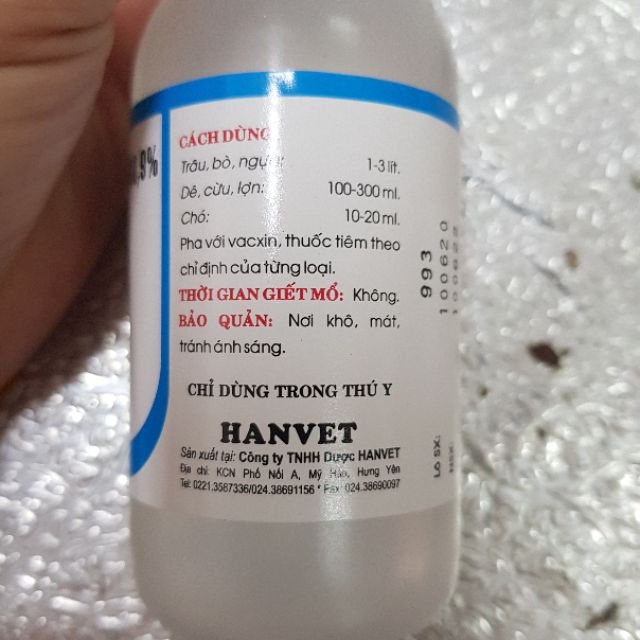 CÁCH DÙNG
Trâu, bò, ngựa: 1-3 lít.
Dê, cừu, lợn: 100-300 ml.
Chó: 10-20 ml.
Pha với vacxin, thuốc tiêm theo
chỉ định của từng loại.
THỜI GIAN GIẾT MỔ: Không.
BẢO QUẢN: Nơi khô, mát,
tránh ánh sáng.
CHỈ DÙNG TRONG THÚ Y
HANVET
Sản xuất tại: Công ty TNHH Dược HANVET
Địa chỉ: KCN Phố Nối A, Mỹ Hào, Hưng Yên
Tel: 0221.3567336/024.38691156 * Fax: 024.38690097
Lô SX:
993
NSX:
100620